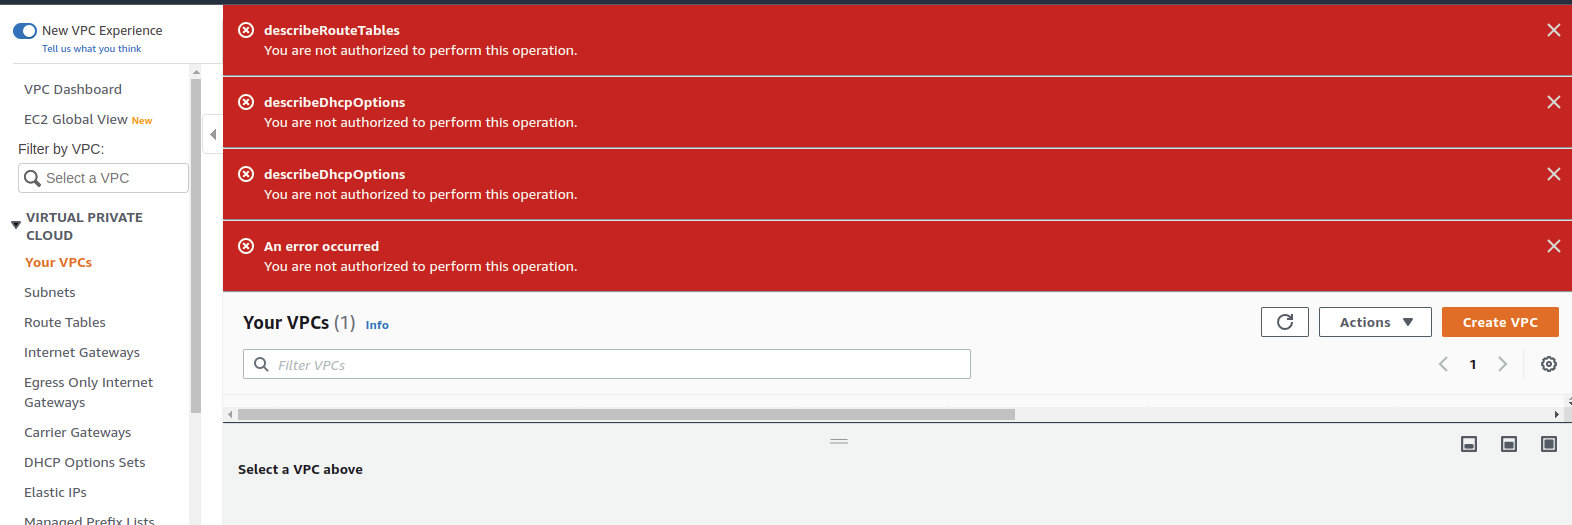 New VPC Experience
Tell us what you think
VPC Dashboard
EC2 Global View New
Filter by VPC:
Select a VPC
VIRTUAL PRIVATE
CLOUD
Your VPCs
Subnets
Route Tables
Internet Gateways
Egress Only Internet
Gateways
Carrier Gateways
DHCP Options Sets
Elastic IPs
Managed Prefix Lists
describeRouteTables
You are not authorized to perform this operation.
describeDhcpOptions
You are not authorized to perform this operation.
describeDhcpOptions
You are not authorized to perform this operation.
An error occurred
You are not authorized to perform this operation.
Your VPCs (1) Info
Actions
Create VPC
Filter VPCs
1
Select a VPC above